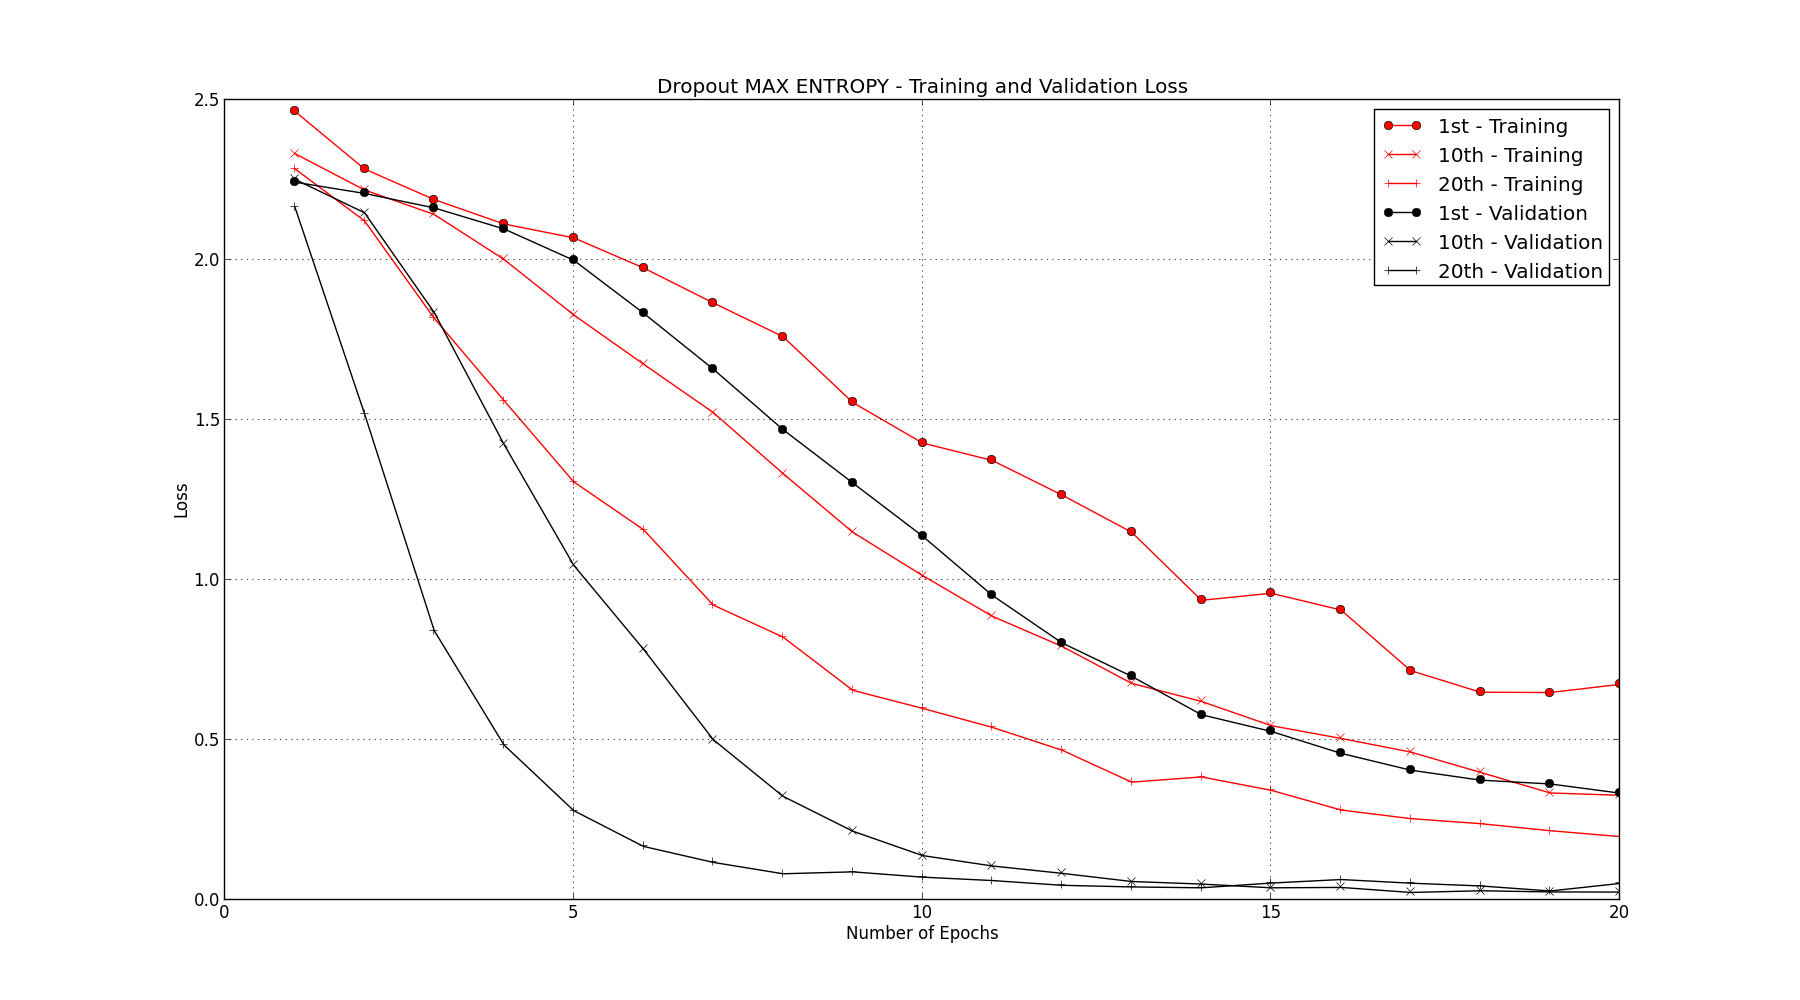 Dropout MAX ENTROPY - Training and Validation Loss
2.5
2.0
1.5
1.0
0.5
0.0
Loss
1st - Training
10th - Training
20th - Training
1st - Validation
10th - Validation
20th - Validation
0 5 10 15 20
Number of Epochs